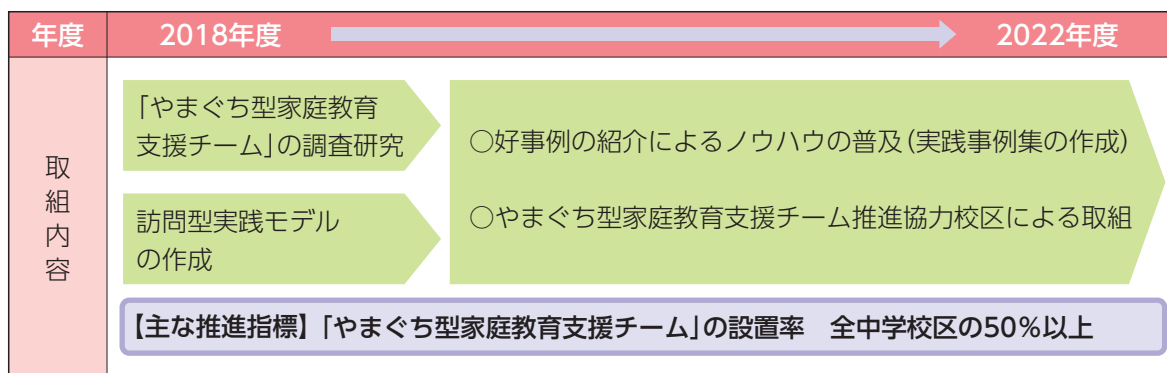 年度
2018年度
2022年度
取組内容
「やまぐち型家庭教育
支援チーム」の調査研究
訪問型実践モデル
の作成
○好事例の紹介によるノウハウの普及(実践事例集の作成)
○やまぐち型家庭教育支援チーム推進協力校区による取組
【主な推進指標】「やまぐち型家庭教育支援チーム」の設置率　全中学校区の50%以上